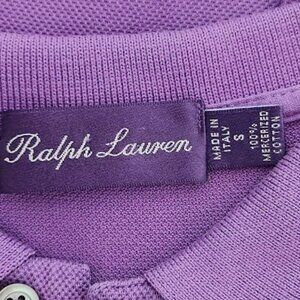 Ralph Lauren
MADE IN
ITALY
S
100%
MERCERIZED
COTTON